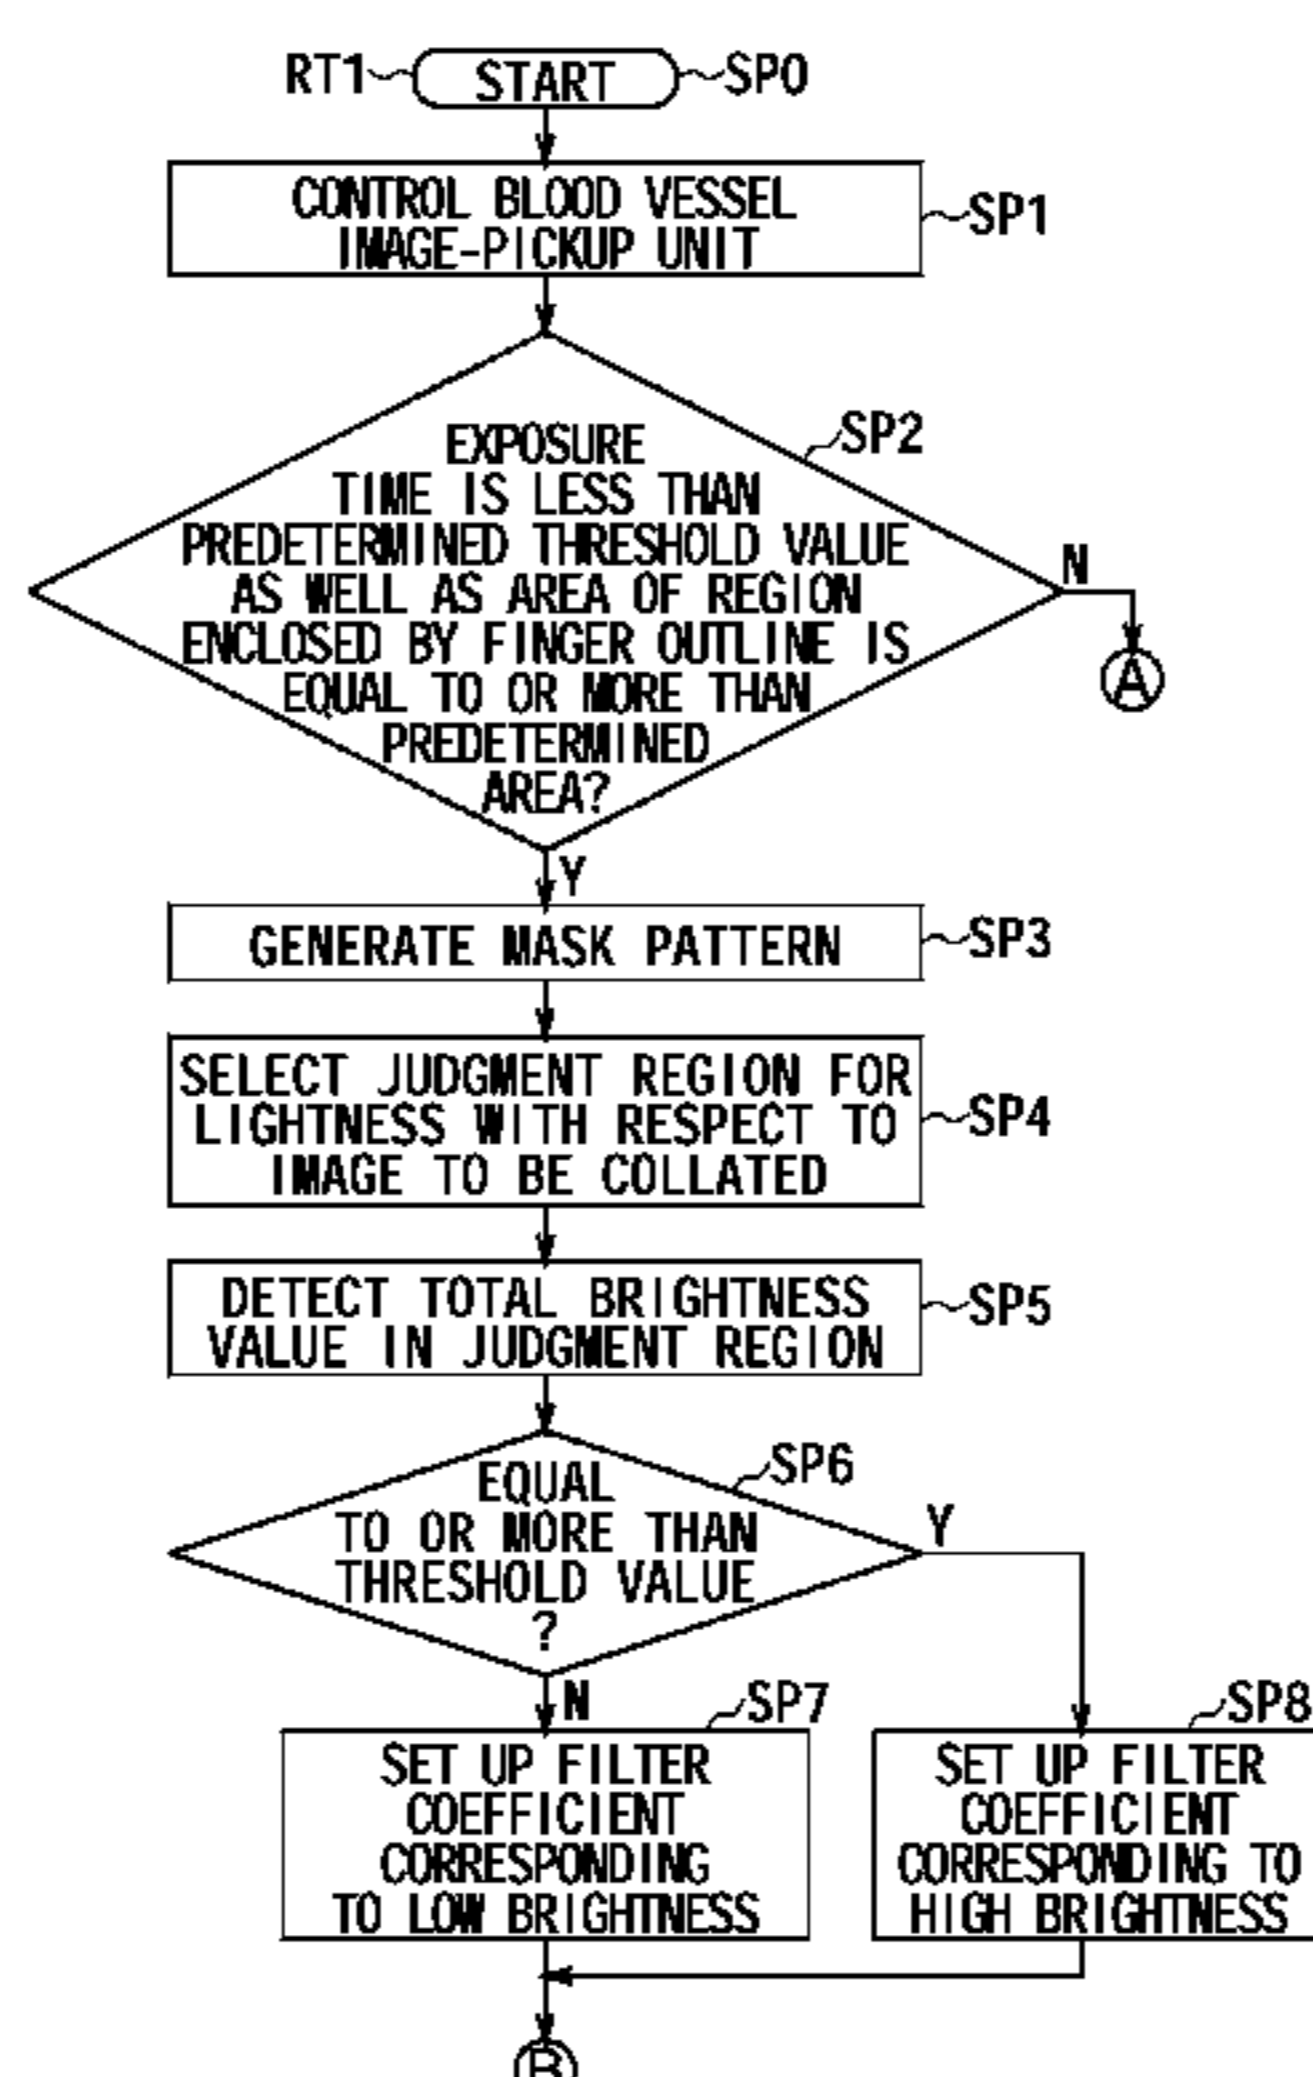 RT1 START SP0
CONTROL BLOOD VESSEL
IMAGE-PICKUP UNIT
SP1
SP2
EXPOSURE
TIME IS LESS THAN
PREDETERMINED THRESHOLD VALUE
AS WELL AS AREA OF REGION
ENCLOSED BY FINGER OUTLINE IS
EQUAL TO OR MORE THAN
PREDETERMINED
AREA?
N
A
Y
GENERATE MASK PATTERN
SP3
SELECT JUDGMENT REGION FOR
LIGHTNESS WITH RESPECT TO
IMAGE TO BE COLLATED
SP4
DETECT TOTAL BRIGHTNESS
VALUE IN JUDGMENT REGION
SP5
SP6
EQUAL
TO OR MORE THAN
THRESHOLD VALUE
?
Y
N
SP7
SET UP FILTER
COEFFICIENT
CORRESPONDING
TO LOW BRIGHTNESS
SP8
SET UP FILTER
COEFFICIENT
CORRESPONDING TO
HIGH BRIGHTNESS
B